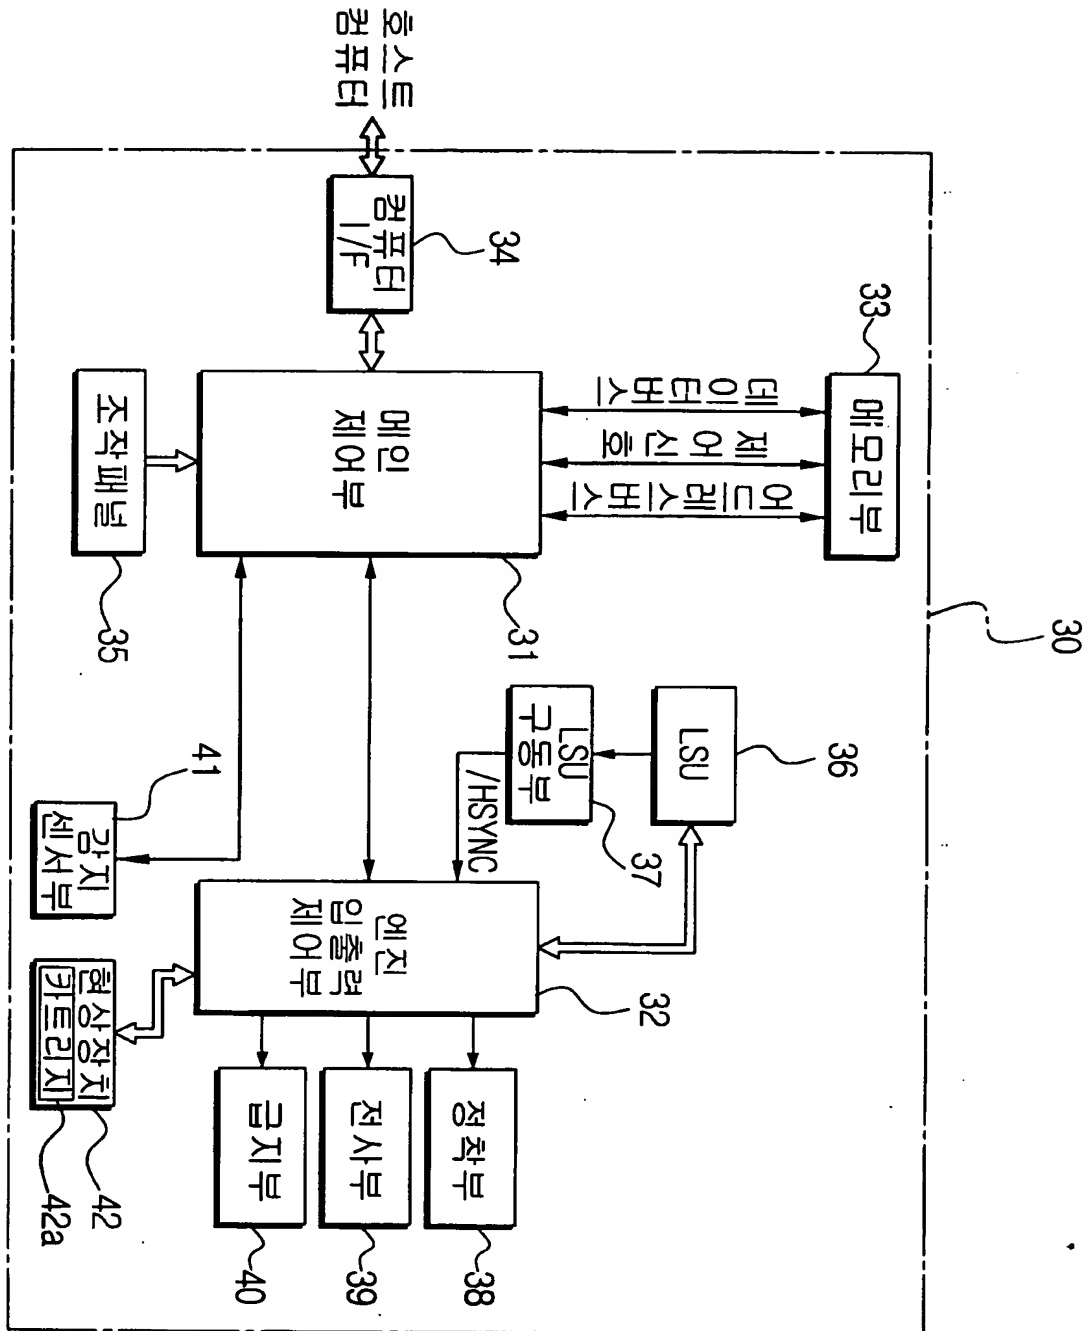 30
33
메모리부
데이터버스
제어신호
어드레스버스
36
LSU
37
LSU
구동부
/HSYNC
호스트
컴퓨터
34
컴퓨터
I/F
31
메인
제어부
32
엔진
입출력
제어부
정착부
38
전사부
39
급지부
40
조작패널
35
41
감지
센서부
현상장치
카트리지
42
42a